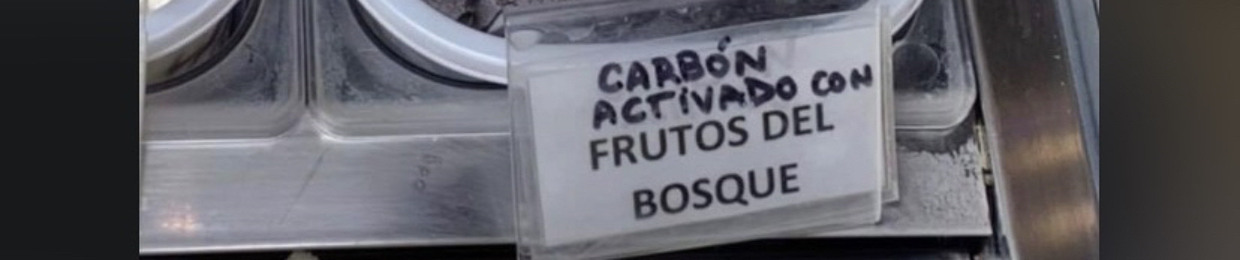 CARBÓN
ACTIVADO CON
FRUTOS DEL
BOSQUE